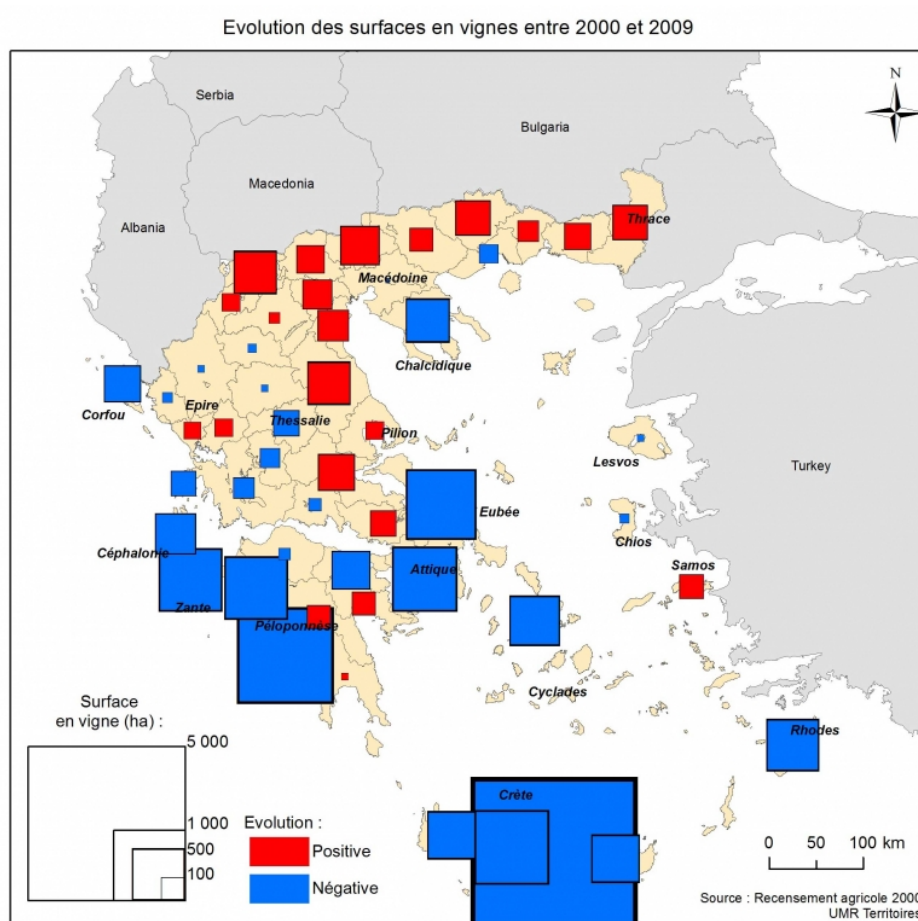 Evolution des surfaces en vignes entre 2000 et 2009
Serbia
N
Bulgaria
Macedonia
Albania
Thrace
Macédoine
Chalcidique
Corfou
Epire
Thessalie
Pilion
Lesvos
Turkey
Eubée
Chios
Céphalonie
Attique
Samos
Zante
Péloponnèse
Cyclades
Rhodes
Surface
en vigne (ha) :
5 000
1 000
500
100
Evolution :
Positive
Négative
Crète
0 50 100 km
Source : Recensement agricole 2000
UMR Territoires